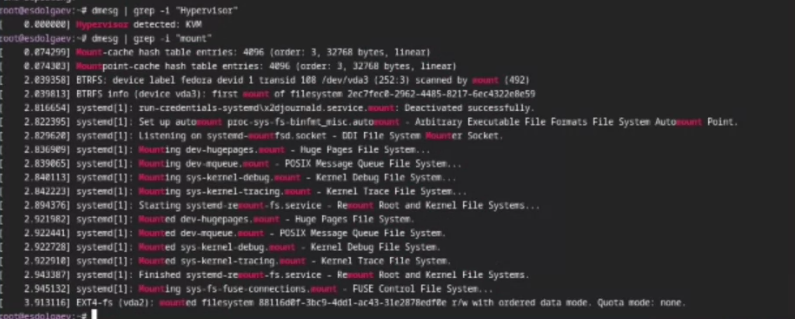 root@esdolgaev:~# dmesg | grep -i "Hypervisor"
[ 0.000000] Hypervisor detected: KVM
root@esdolgaev:~# dmesg | grep -i "mount"
[ 0.074299] Mount-cache hash table entries: 4096 (order: 3, 32768 bytes, linear)
[ 0.074303] Mountpoint-cache hash table entries: 4096 (order: 3, 32768 bytes, linear)
[ 2.039358] BTRFS: device label fedora devid 1 transid 108 /dev/vda3 (252:3) scanned by mount (492)
[ 2.039813] BTRFS info (device vda3): first mount of filesystem 2ec7fec0-2962-4485-8217-6ec4322e8e59
[ 2.816654] systemd[1]: run-credentials-systemd\x2djournald.service.mount: Deactivated successfully.
[ 2.822395] systemd[1]: Set up automount proc-sys-fs-binfmt_misc.automount - Arbitrary Executable File Formats File System Automount Point.
[ 2.829620] systemd[1]: Listening on systemd-mountfsd.socket - DDI File System Mounter Socket.
[ 2.836909] systemd[1]: Mounting dev-hugepages.mount - Huge Pages File System...
[ 2.839065] systemd[1]: Mounting dev-mqueue.mount - POSIX Message Queue File System...
[ 2.840113] systemd[1]: Mounting sys-kernel-debug.mount - Kernel Debug File System...
[ 2.842223] systemd[1]: Mounting sys-kernel-tracing.mount - Kernel Trace File System...
[ 2.894376] systemd[1]: Starting systemd-remount-fs.service - Remount Root and Kernel File Systems...
[ 2.921982] systemd[1]: Mounted dev-hugepages.mount - Huge Pages File System.
[ 2.922441] systemd[1]: Mounted dev-mqueue.mount - POSIX Message Queue File System.
[ 2.922728] systemd[1]: Mounted sys-kernel-debug.mount - Kernel Debug File System.
[ 2.922910] systemd[1]: Mounted sys-kernel-tracing.mount - Kernel Trace File System.
[ 2.943387] systemd[1]: Finished systemd-remount-fs.service - Remount Root and Kernel File Systems.
[ 2.945132] systemd[1]: Mounting sys-fs-fuse-connections.mount - FUSE Control File System...
[ 3.913116] EXT4-fs (vda2): mounted filesystem 88116d0f-3bc9-4dd1-ac43-31e2878edf0e r/w with ordered data mode. Quota mode: none.
root@esdolgaev:~#